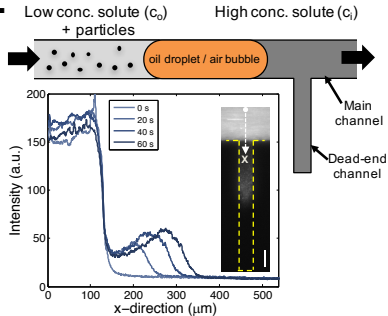 Low conc. solute (cₒ)
+ particles
High conc. solute (cᵢ)
oil droplet / air bubble
Main
channel
Dead-end
channel
200
150
100
50
0
Intensity (a.u.)
0 s
20 s
40 s
60 s
x
0 100 200 300 400 500
x-direction (μm)